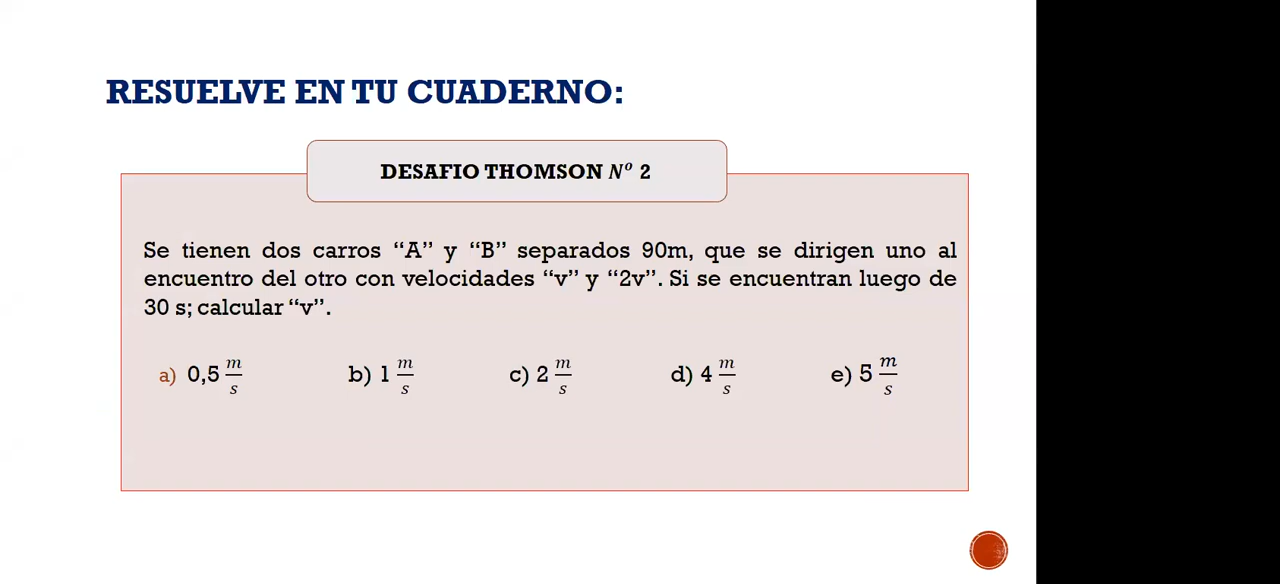 RESUELVE EN TU CUADERNO:
DESAFIO THOMSON N° 2
Se tienen dos carros “A” y “B” separados 90m, que se dirigen uno al
encuentro del otro con velocidades “v” y “2v”. Si se encuentran luego de
30 s; calcular “v”.
a) 0,5 m/s b) 1 m/s c) 2 m/s d) 4 m/s e) 5 m/s